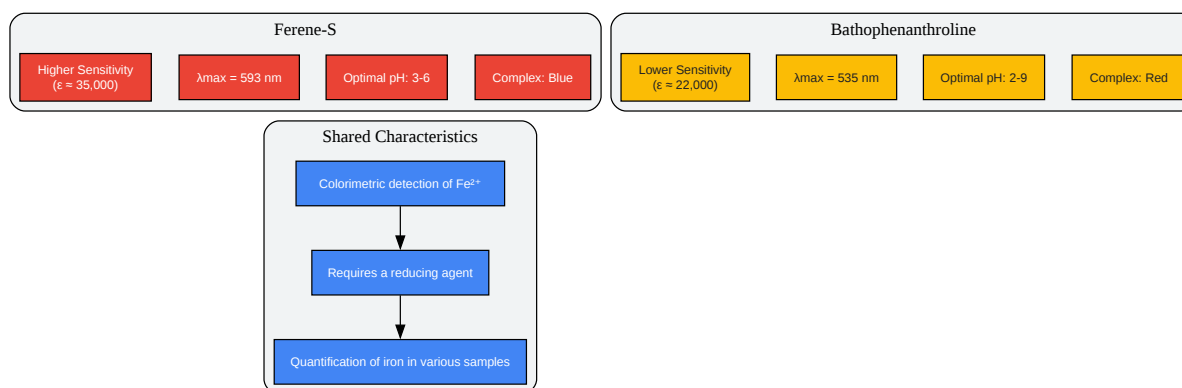 Ferene-S
Higher Sensitivity
(ε ≈ 35,000)
λmax = 593 nm
Optimal pH: 3-6
Complex: Blue
Bathophenanthroline
Lower Sensitivity
(ε ≈ 22,000)
λmax = 535 nm
Optimal pH: 2-9
Complex: Red
Shared Characteristics
Colorimetric detection of Fe²⁺
Requires a reducing agent
Quantification of iron in various samples